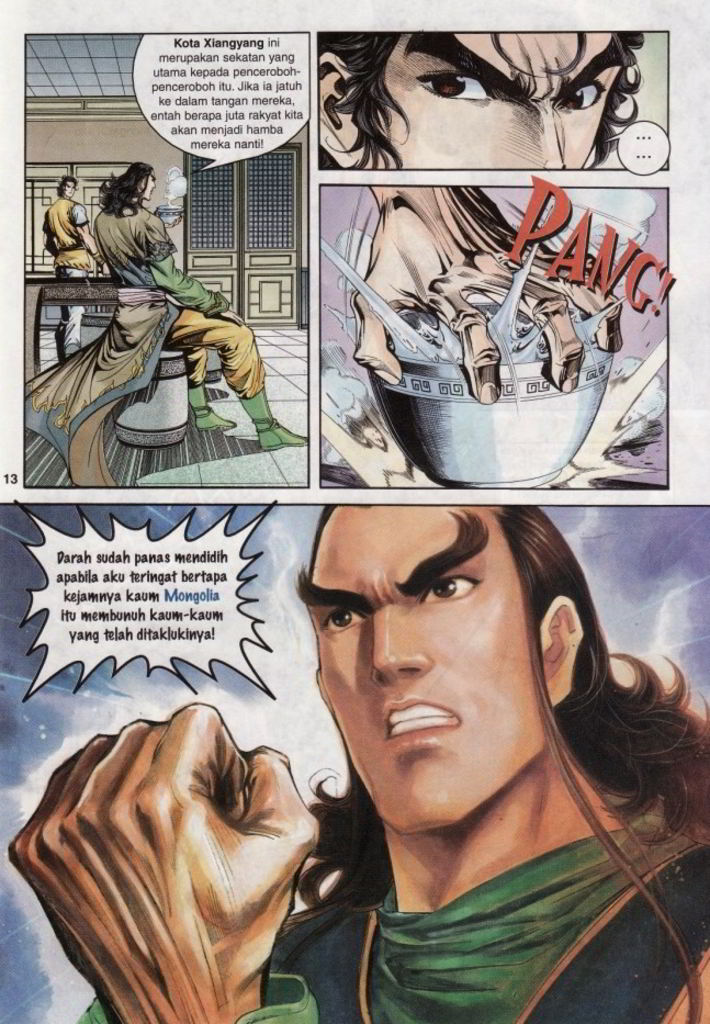 Kota Xiangyang ini
merupakan sekatan yang
utama kepada penceroboh-
penceroboh itu. Jika ia jatuh
ke dalam tangan mereka,
entah berapa juta rakyat kita
akan menjadi hamba
mereka nanti!
...
...
PANG!
13
Darah sudah panas mendidih
apabila aku teringat bertapa
kejamnya kaum Mongolia
itu membunuh kaum-kaum
yang telah ditaklukinya!